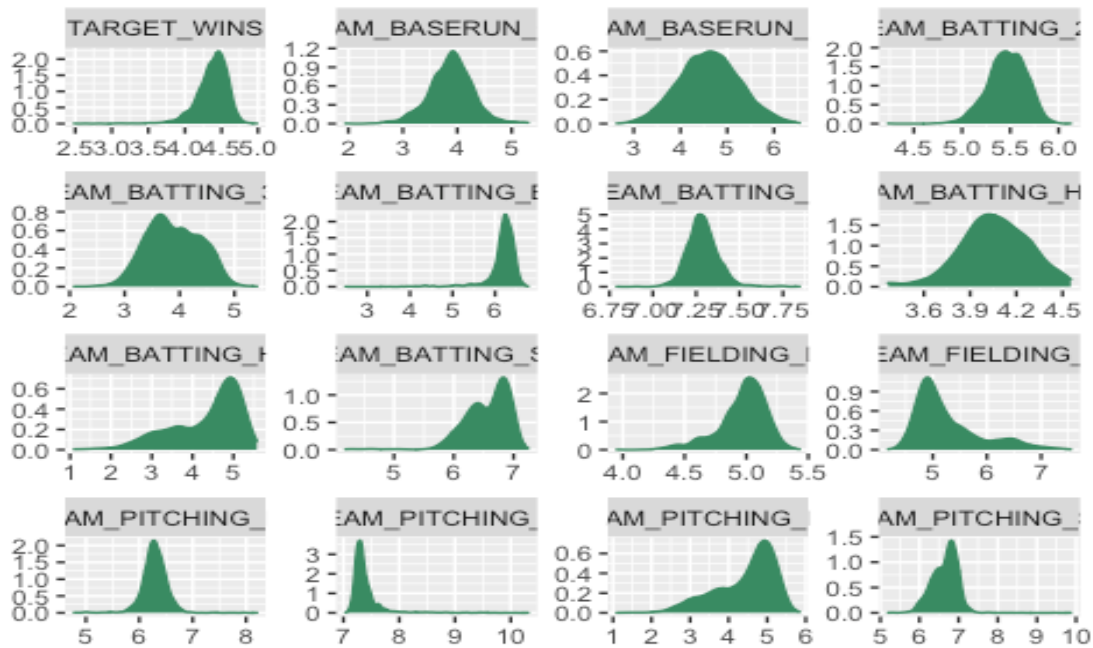 TARGET_WINS AM_BASERUN_ AM_BASERUN_ EAM_BATTING_2
2.0 1.5 1.0 0.5 0.0
2.5 3.0 3.5 4.0 4.5 5.0
1.2 0.9 0.6 0.3 0.0
2 3 4 5
0.6 0.4 0.2 0.0
3 4 5 6
2.0 1.5 1.0 0.5 0.0
4.5 5.0 5.5 6.0
EAM_BATTING_3 EAM_BATTING_B EAM_BATTING_ AM_BATTING_H
0.8 0.6 0.4 0.2 0.0
2 3 4 5
2.0 1.5 1.0 0.5 0.0
3 4 5 6
5 4 3 2 1 0
6.75 7.00 7.25 7.50 7.75
1.5 1.0 0.5 0.0
3.6 3.9 4.2 4.5
EAM_BATTING_H EAM_BATTING_S AM_FIELDING_ EAM_FIELDING_
0.6 0.4 0.2 0.0
1 2 3 4 5
1.0 0.5 0.0
5 6 7
2 1 0
4.0 4.5 5.0 5.5
0.9 0.6 0.3 0.0
5 6 7
AM_PITCHING_ EAM_PITCHING_ AM_PITCHING_ AM_PITCHING_S
2.0 1.5 1.0 0.5 0.0
5 6 7 8
3 2 1 0
7 8 9 10
0.6 0.4 0.2 0.0
1 2 3 4 5 6
1.5 1.0 0.5 0.0
5 6 7 8 9 10